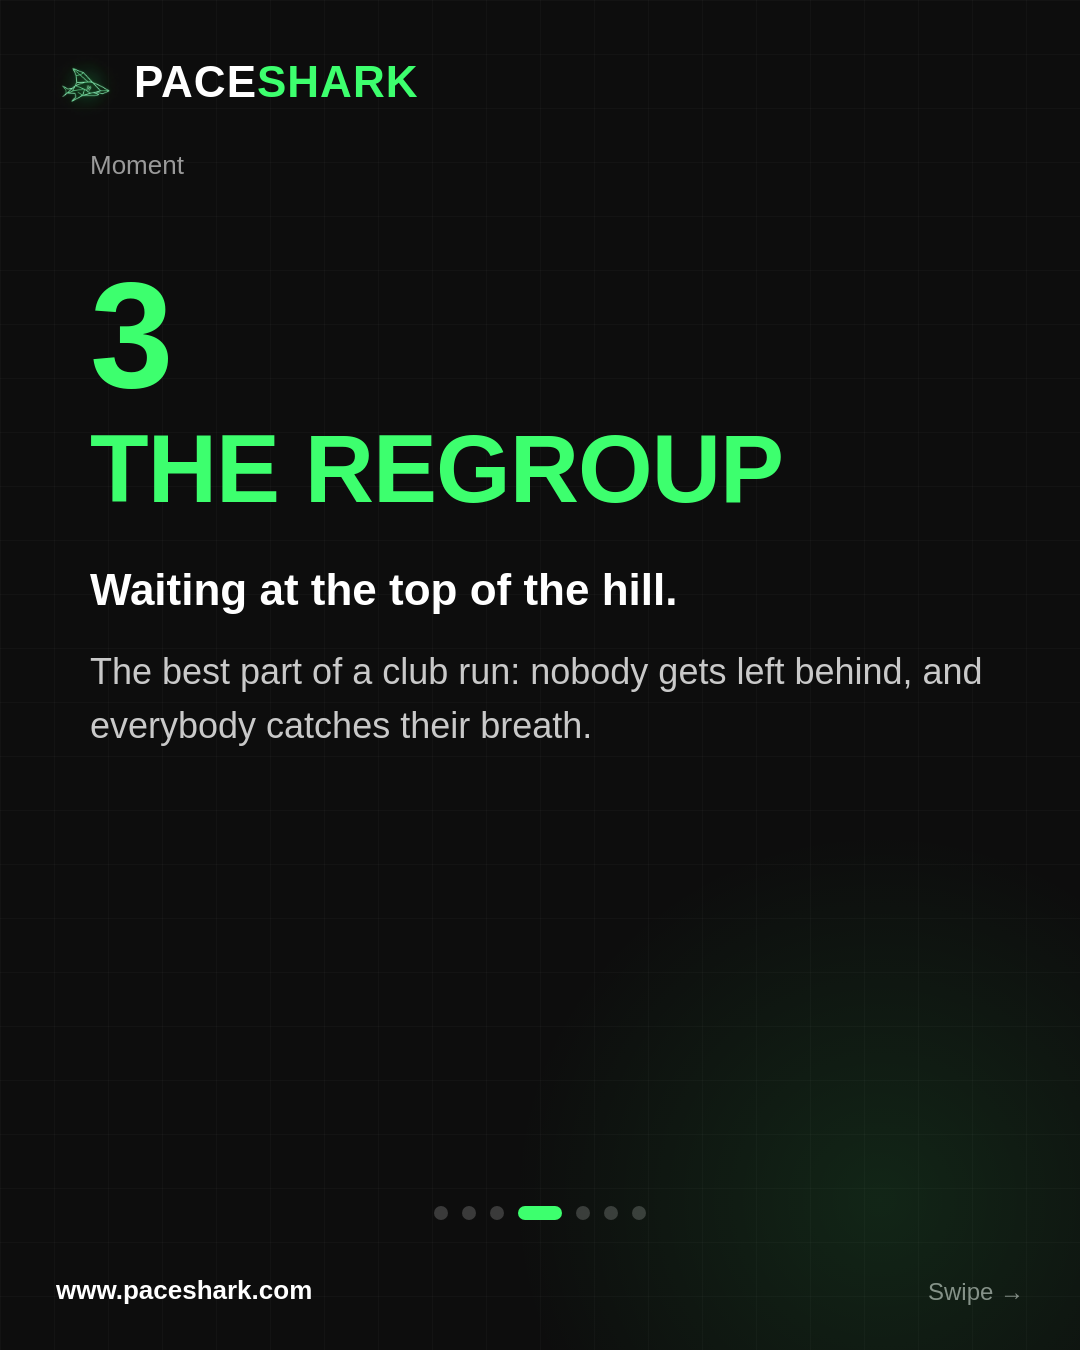 PACESHARK
Moment
3
THE REGROUP
Waiting at the top of the hill.
The best part of a club run: nobody gets left behind, and
everybody catches their breath.
www.paceshark.com
Swipe →